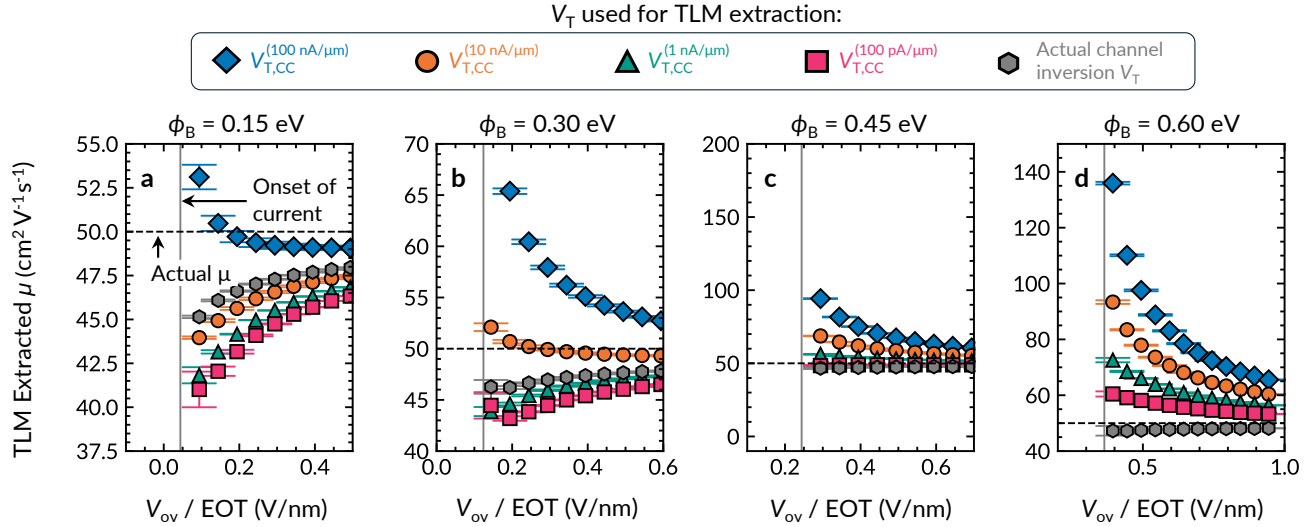 V_T used for TLM extraction:
V_T,CC^(100 nA/μm) V_T,CC^(10 nA/μm) V_T,CC^(1 nA/μm) V_T,CC^(100 pA/μm) Actual channel
inversion V_T
ϕ_B = 0.15 eV ϕ_B = 0.30 eV ϕ_B = 0.45 eV ϕ_B = 0.60 eV
TLM Extracted μ (cm² V⁻¹s⁻¹)
55.0
52.5
50.0
47.5
45.0
42.5
40.0
37.5
a
Onset of
current
Actual μ
0.0 0.2 0.4
V_ov / EOT (V/nm)
70
65
60
55
50
45
40
b
0.0 0.2 0.4 0.6
V_ov / EOT (V/nm)
200
150
100
50
0
c
0.2 0.4 0.6
V_ov / EOT (V/nm)
140
120
100
80
60
40
d
0.5 1.0
V_ov / EOT (V/nm)